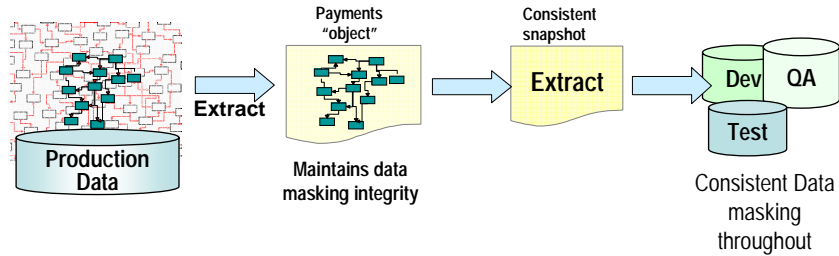 Production
Data
Extract
Payments
“object”
Maintains data
masking integrity
Consistent
snapshot
Extract
Dev
QA
Test
Consistent Data
masking
throughout